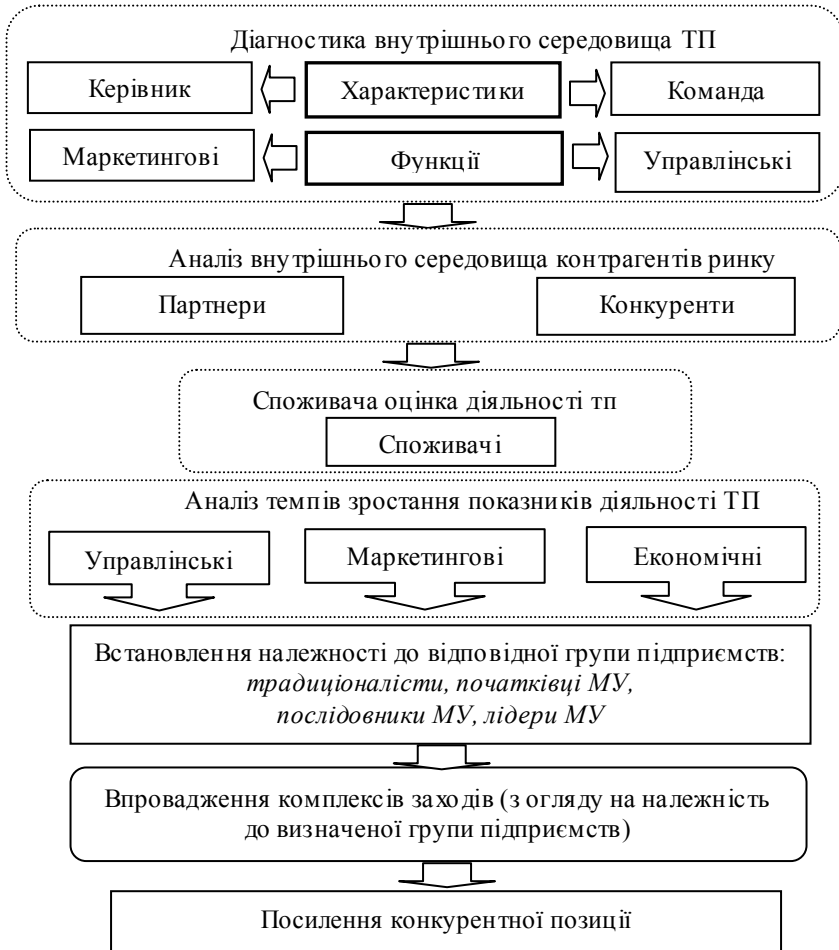 Діагностика внутрішнього середовища ТП
Керівник
Характеристики
Команда
Маркетингові
Функції
Управлінські
Аналіз внутрішнього середовища контрагентів ринку
Партнери
Конкуренти
Споживача оцінка діяльності тп
Споживачі
Аналіз темпів зростання показників діяльності ТП
Управлінські
Маркетингові
Економічні
Встановлення належності до відповідної групи підприємств:
традиціоналісти, початківці МУ,
послідовники МУ, лідери МУ
Впровадження комплексів заходів (з огляду на належність
до визначеної групи підприємств)
Посилення конкурентної позиції